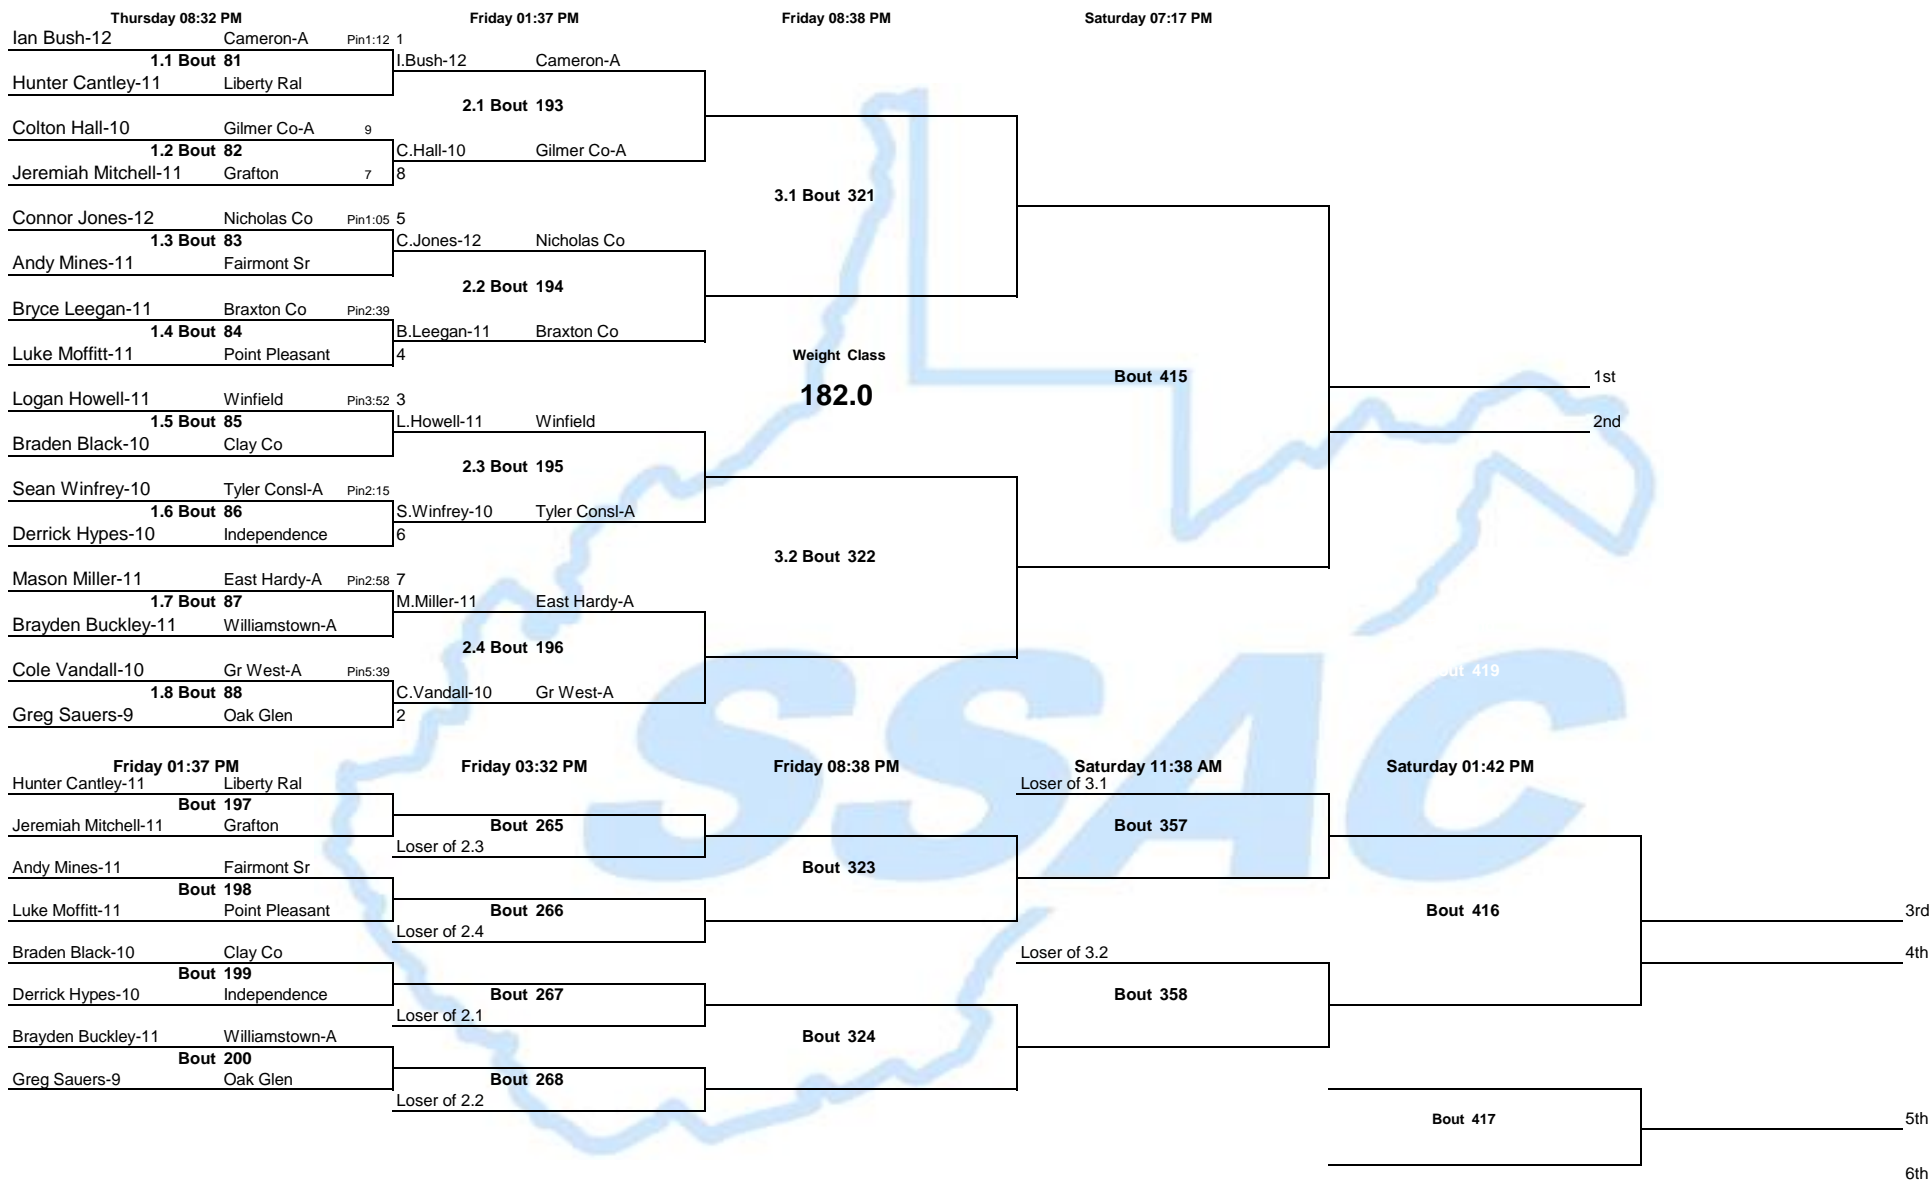 Thursday 08:32 PM Friday 01:37 PM Friday 08:38 PM Saturday 07:17 PM
Ian Bush-12 Cameron-A Pin1:12 1
1.1 Bout 81 I.Bush-12 Cameron-A
Hunter Cantley-11 Liberty Ral
2.1 Bout 193
Colton Hall-10 Gilmer Co-A 9
1.2 Bout 82 C.Hall-10 Gilmer Co-A
Jeremiah Mitchell-11 Grafton 7 8
3.1 Bout 321
Connor Jones-12 Nicholas Co Pin1:05 5
1.3 Bout 83 C.Jones-12 Nicholas Co
Andy Mines-11 Fairmont Sr
2.2 Bout 194
Bryce Leegan-11 Braxton Co Pin2:39
1.4 Bout 84 B.Leegan-11 Braxton Co
Luke Moffitt-11 Point Pleasant 4 Weight Class
Bout 415 1st
182.0
Logan Howell-11 Winfield Pin3:52 3
1.5 Bout 85 L.Howell-11 Winfield 2nd
Braden Black-10 Clay Co
2.3 Bout 195
Sean Winfrey-10 Tyler Consl-A Pin2:15
1.6 Bout 86 S.Winfrey-10 Tyler Consl-A
Derrick Hypes-10 Independence 6
3.2 Bout 322
Mason Miller-11 East Hardy-A Pin2:58 7
1.7 Bout 87 M.Miller-11 East Hardy-A
Brayden Buckley-11 Williamstown-A
2.4 Bout 196
Cole Vandall-10 Gr West-A Pin5:39 419
1.8 Bout 88 C.Vandall-10 Gr West-A
Greg Sauers-9 Oak Glen 2
SSAC
Friday 01:37 PM Friday 03:32 PM Friday 08:38 PM Saturday 11:38 AM Saturday 01:42 PM
Hunter Cantley-11 Liberty Ral Loser of 3.1
Bout 197
Jeremiah Mitchell-11 Grafton Bout 265 Bout 357
Loser of 2.3
Andy Mines-11 Fairmont Sr Bout 323
Bout 198
Luke Moffitt-11 Point Pleasant Bout 266 Bout 416 3rd
Loser of 2.4
Braden Black-10 Clay Co Loser of 3.2 4th
Bout 199
Derrick Hypes-10 Independence Bout 267 Bout 358
Loser of 2.1
Brayden Buckley-11 Williamstown-A Bout 324
Bout 200
Greg Sauers-9 Oak Glen Bout 268
Loser of 2.2
Bout 417 5th
6th